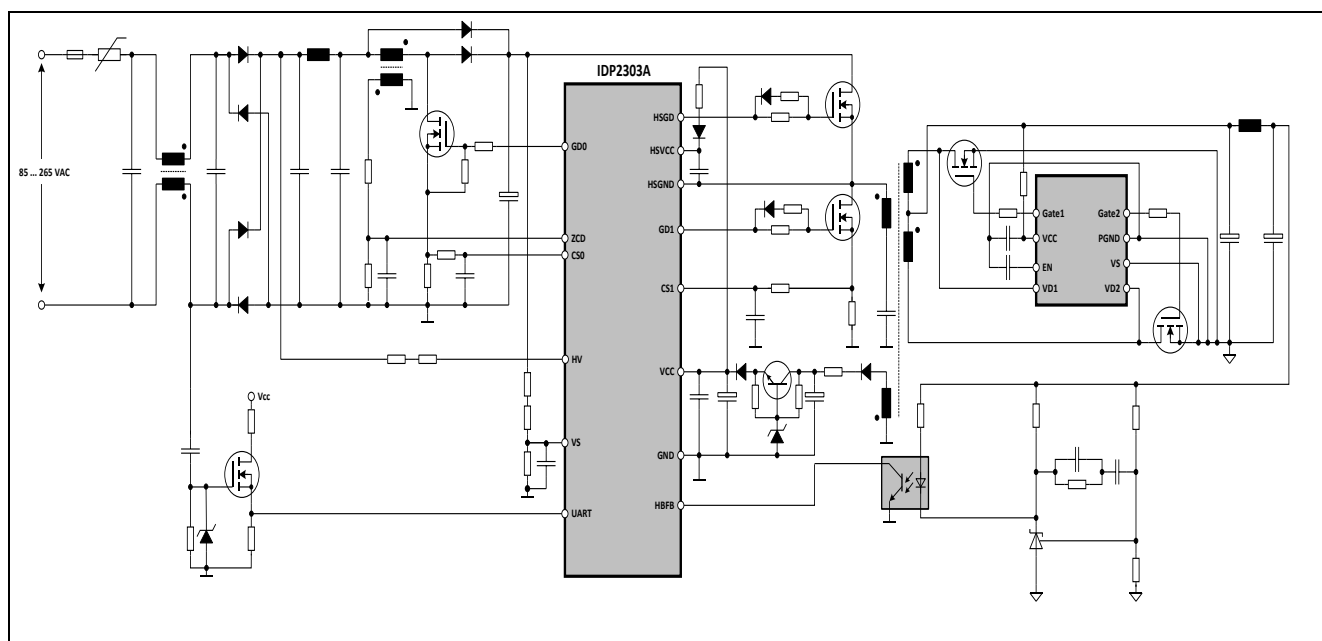 IDP2303A
85 ... 265 VAC
GD0
ZCD
CS0
HV
VS
UART
HSGD
HSVCC
HSGND
GD1
CS1
VCC
GND
HBFB
Vcc
Gate1
VCC
EN
VD1
Gate2
PGND
VS
VD2